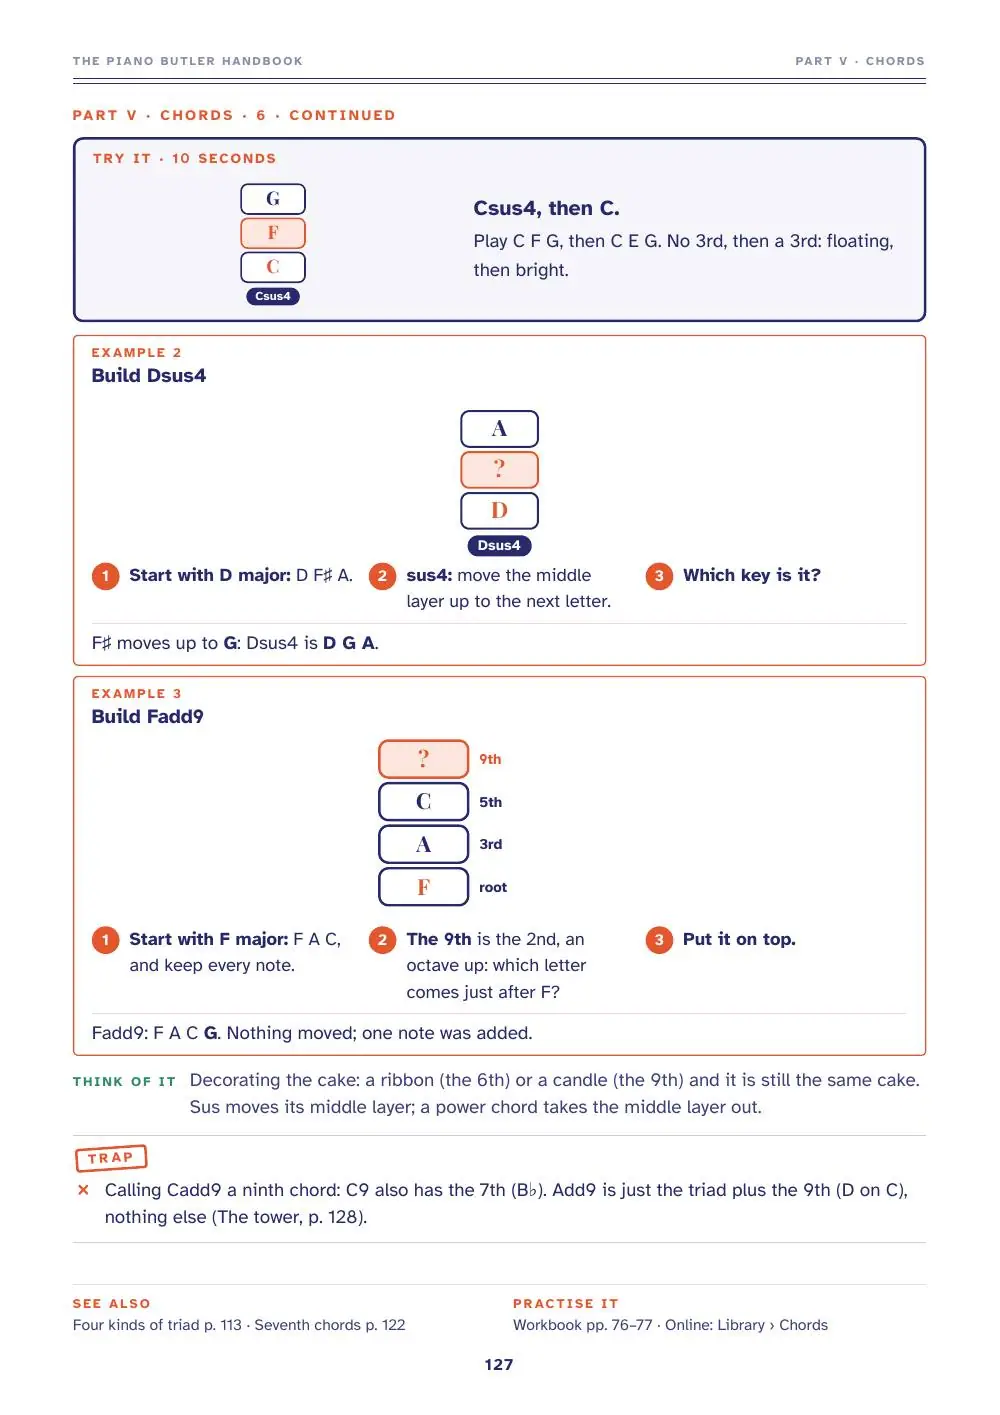 THE PIANO BUTLER HANDBOOK
PART V · CHORDS
PART V · CHORDS · 6 · CONTINUED
TRY IT · 10 SECONDS
G
F
C
Csus4
Csus4, then C.
Play C F G, then C E G. No 3rd, then a 3rd: floating,
then bright.
EXAMPLE 2
Build Dsus4
A
?
D
Dsus4
1 Start with D major: D F♯ A.
2 sus4: move the middle
layer up to the next letter.
3 Which key is it?
F♯ moves up to G: Dsus4 is D G A.
EXAMPLE 3
Build Fadd9
? 9th
C 5th
A 3rd
F root
1 Start with F major: F A C,
and keep every note.
2 The 9th is the 2nd, an
octave up: which letter
comes just after F?
3 Put it on top.
Fadd9: F A C G. Nothing moved; one note was added.
THINK OF IT Decorating the cake: a ribbon (the 6th) or a candle (the 9th) and it is still the same cake.
Sus moves its middle layer; a power chord takes the middle layer out.
TRAP
× Calling Cadd9 a ninth chord: C9 also has the 7th (B♭). Add9 is just the triad plus the 9th (D on C),
nothing else (The tower, p. 128).
SEE ALSO
Four kinds of triad p. 113 · Seventh chords p. 122
PRACTISE IT
Workbook pp. 76–77 · Online: Library › Chords
127